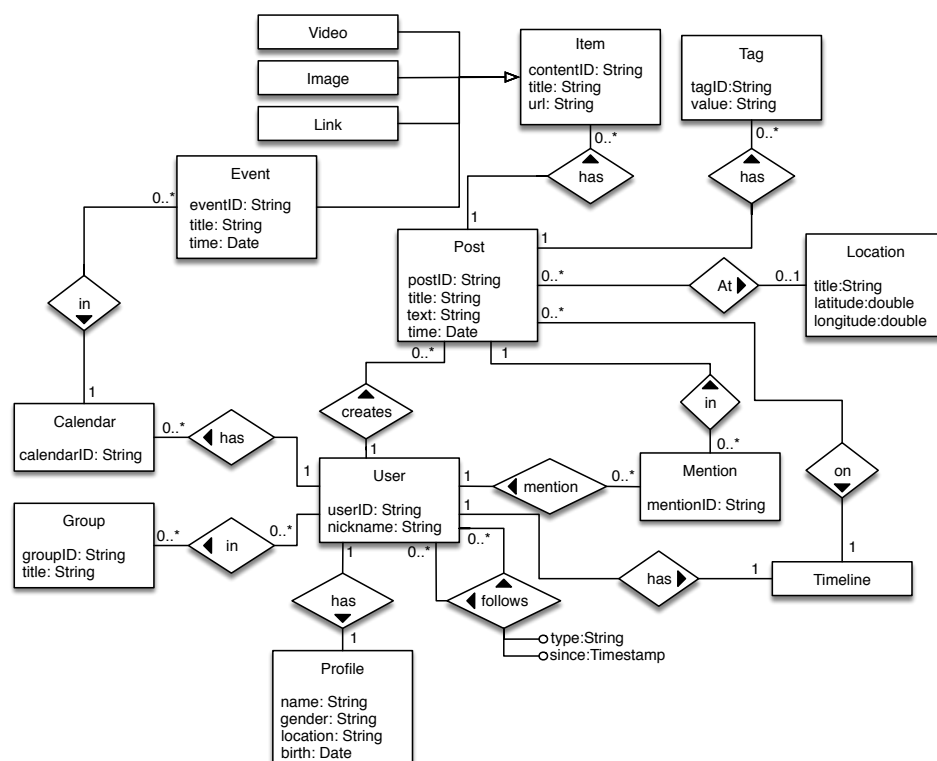 Video
Image
Link
Item
contentID: String
title: String
url: String
Tag
tagID:String
value: String
0..*
0..*
has
has
Event
eventID: String
title: String
time: Date
0..*
1
1
Post
postID: String
title: String
text: String
time: Date
0..*
At
0..1
Location
title:String
latitude:double
longitude:double
0..*
in
0..*
1
creates
in
1
1
0..*
Calendar
calendarID: String
0..*
has
1
User
userID: String
nickname: String
1
mention
0..*
Mention
mentionID: String
on
Group
groupID: String
title: String
0..*
in
0..*
1
1
0..*
0..*
1
has
1
Timeline
has
follows
type:String
since:Timestamp
1
Profile
name: String
gender: String
location: String
birth: Date